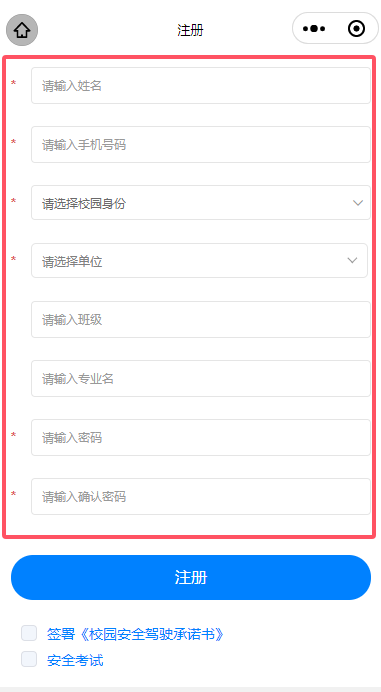 注册
* 请输入姓名
* 请输入手机号码
* 请选择校园身份
* 请选择单位
请输入班级
请输入专业名
* 请输入密码
* 请输入确认密码
注册
签署《校园安全驾驶承诺书》
安全考试